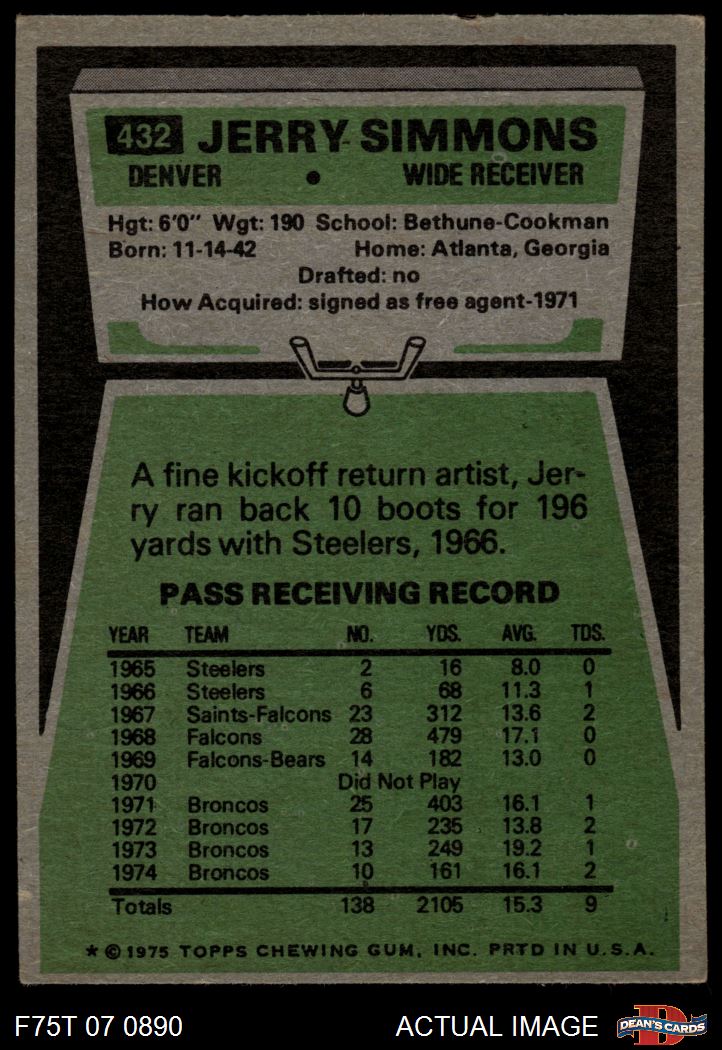 432 JERRY SIMMONS
DENVER • WIDE RECEIVER
Hgt: 6'0" Wgt: 190 School: Bethune-Cookman
Born: 11-14-42 Home: Atlanta, Georgia
Drafted: no
How Acquired: signed as free agent-1971
A fine kickoff return artist, Jer-
ry ran back 10 boots for 196
yards with Steelers, 1966.
PASS RECEIVING RECORD
YEAR TEAM NO. YDS. AVG. TDS.
1965 Steelers 2 16 8.0 0
1966 Steelers 6 68 11.3 1
1967 Saints-Falcons 23 312 13.6 2
1968 Falcons 28 479 17.1 0
1969 Falcons-Bears 14 182 13.0 0
1970 Did Not Play
1971 Broncos 25 403 16.1 1
1972 Broncos 17 235 13.8 2
1973 Broncos 13 249 19.2 1
1974 Broncos 10 161 16.1 2
Totals 138 2105 15.3 9
★ © 1975 TOPPS CHEWING GUM, INC. PRTD IN U.S.A.
F75T 07 0890 ACTUAL IMAGE D DEAN'S CARDS